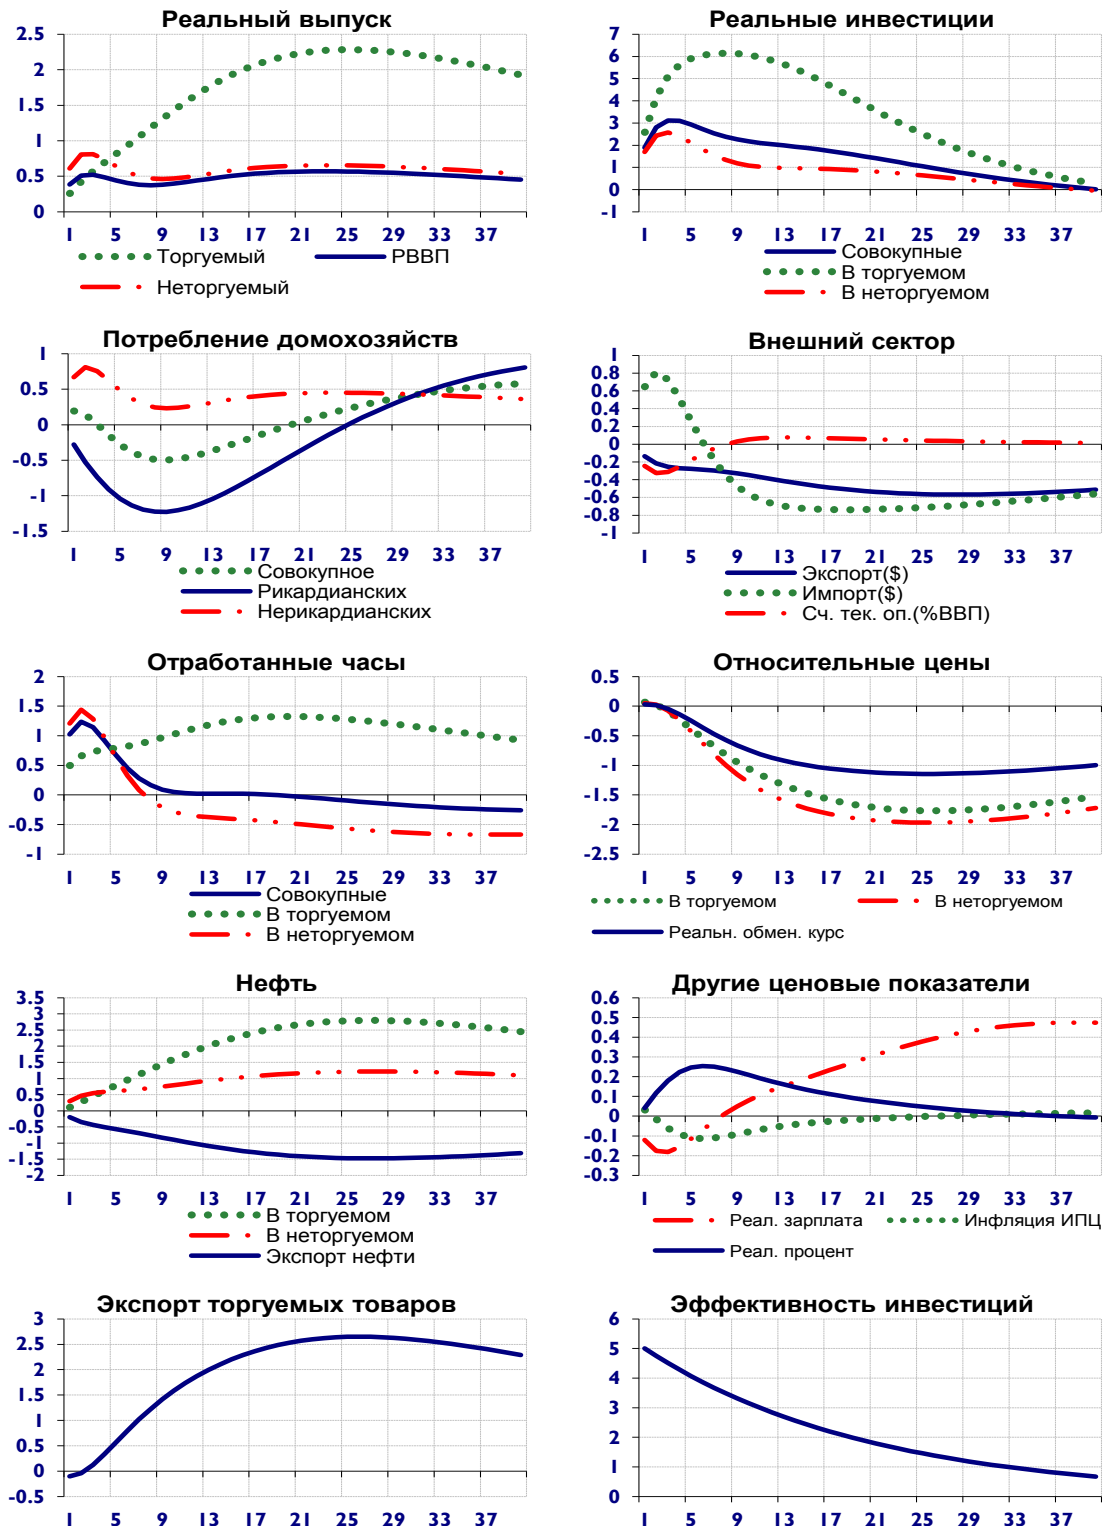 Реальный выпуск
2.5
2
1.5
1
0.5
0
1 5 9 13 17 21 25 29 33 37
Торгуемый РВВП
Неторгуемый
Реальные инвестиции
7
6
5
4
3
2
1
0
-1
1 5 9 13 17 21 25 29 33 37
Совокупные
В торгуемом
В неторгуемом
Потребление домохозяйств
1
0.5
0
-0.5
-1
-1.5
1 5 9 13 17 21 25 29 33 37
Совокупное
Рикардианских
Нерикардианских
Внешний сектор
1
0.8
0.6
0.4
0.2
0
-0.2
-0.4
-0.6
-0.8
-1
1 5 9 13 17 21 25 29 33 37
Экспорт($)
Импорт($)
Сч. тек. оп.(%ВВП)
Отработанные часы
2
1.5
1
0.5
0
-0.5
-1
1 5 9 13 17 21 25 29 33 37
Совокупные
В торгуемом
В неторгуемом
Относительные цены
0.5
0
-0.5
-1
-1.5
-2
-2.5
1 5 9 13 17 21 25 29 33 37
В торгуемом В неторгуемом
Реальн. обмен. курс
Нефть
3.5
3
2.5
2
1.5
1
0.5
0
-0.5
-1
-1.5
-2
1 5 9 13 17 21 25 29 33 37
В торгуемом
В неторгуемом
Экспорт нефти
Другие ценовые показатели
0.6
0.5
0.4
0.3
0.2
0.1
0
-0.1
-0.2
-0.3
1 5 9 13 17 21 25 29 33 37
Реал. зарплата Инфляция ИПЦ
Реал. процент
Экспорт торгуемых товаров
3
2.5
2
1.5
1
0.5
0
-0.5
1 5 9 13 17 21 25 29 33 37
Эффективность инвестиций
6
5
4
3
2
1
0
1 5 9 13 17 21 25 29 33 37